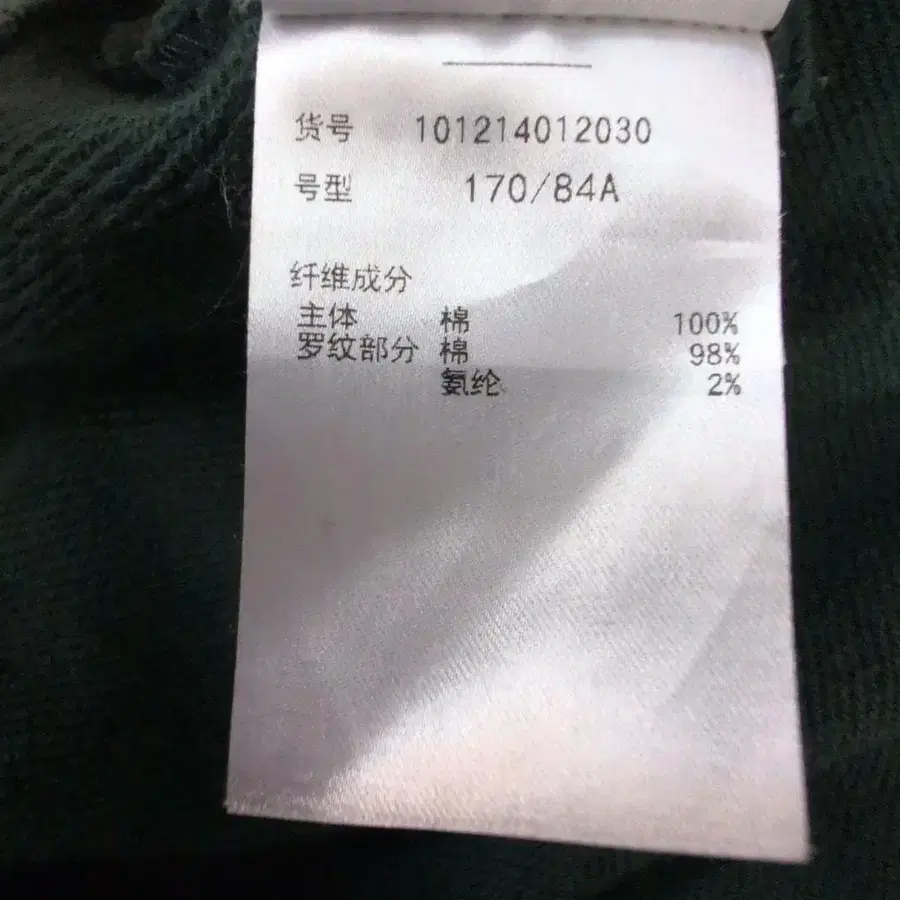 货号 101214012030
号型 170/84A
纤维成分
主体 棉 100%
罗纹部分 棉 98%
氨纶 2%